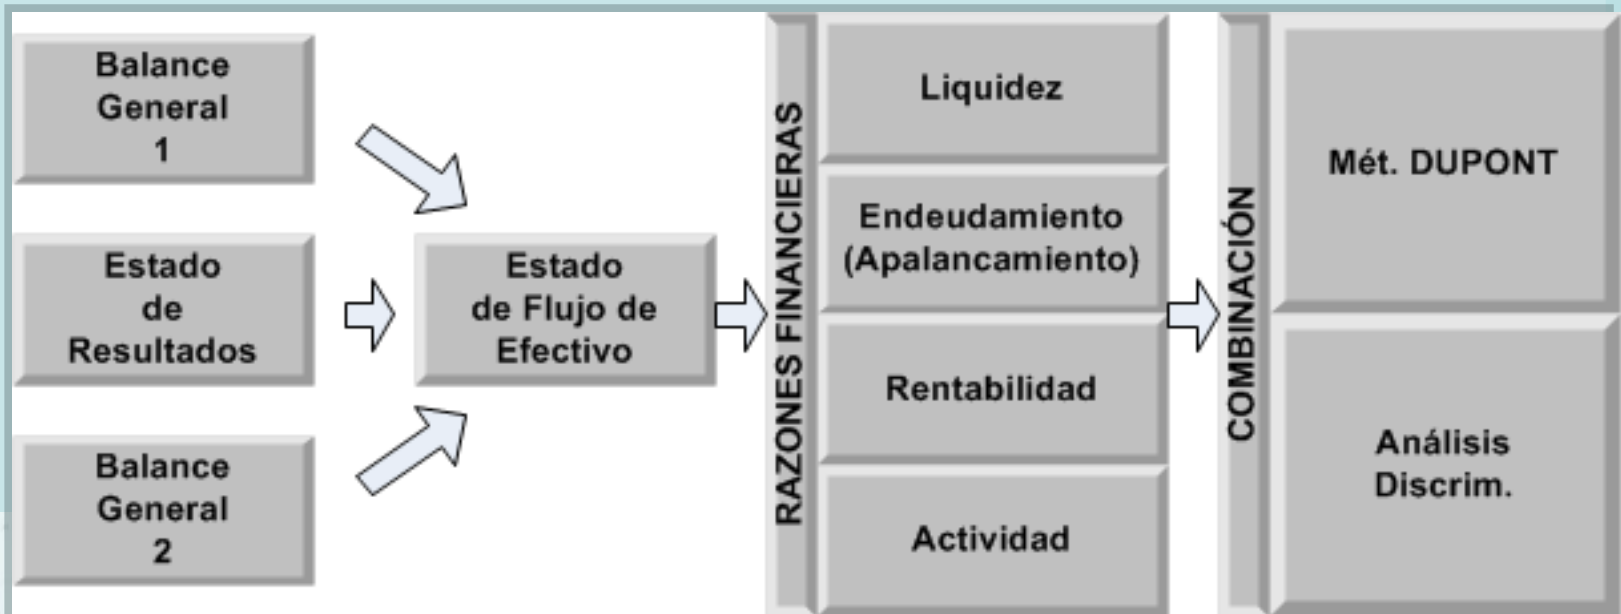 Balance
General
1
Estado
de
Resultados
Balance
General
2
Estado
de Flujo de
Efectivo
RAZONES FINANCIERAS
Liquidez
Endeudamiento
(Apalancamiento)
Rentabilidad
Actividad
COMBINACIÓN
Mét. DUPONT
Análisis
Discrim.